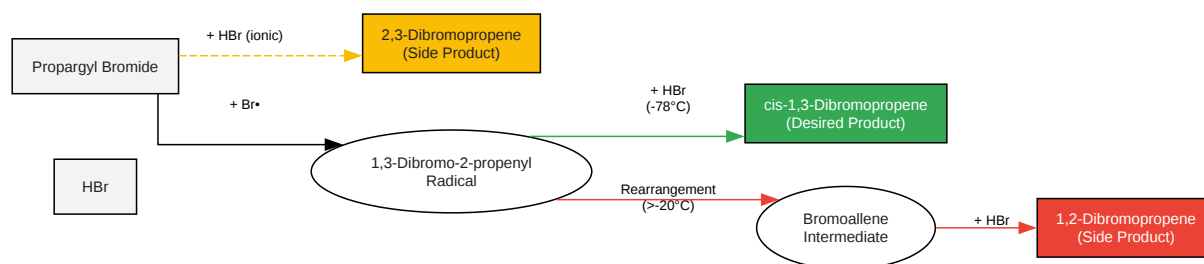 Propargyl Bromide
+ HBr (ionic)
2,3-Dibromopropene
(Side Product)
+ Br•
HBr
1,3-Dibromo-2-propenyl
Radical
+ HBr
(-78°C)
cis-1,3-Dibromopropene
(Desired Product)
Rearrangement
(>-20°C)
Bromoallene
Intermediate
+ HBr
1,2-Dibromopropene
(Side Product)